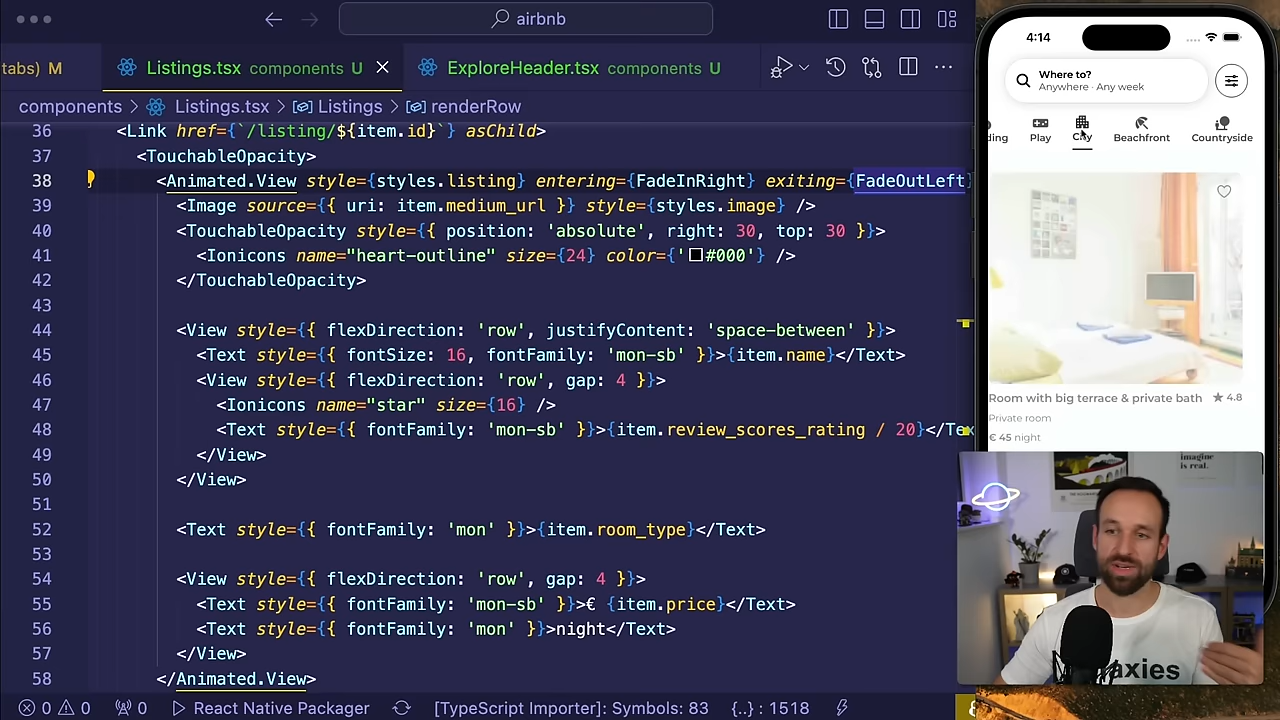 airbnb
tabs) M
Listings.tsx components U
ExploreHeader.tsx components U
components > Listings.tsx > Listings > renderRow
36 <Link href={`/listing/${item.id}`} asChild>
37 <TouchableOpacity>
38 <Animated.View style={styles.listing} entering={FadeInRight} exiting={FadeOutLeft}
39 <Image source={{ uri: item.medium_url }} style={styles.image} />
40 <TouchableOpacity style={{ position: 'absolute', right: 30, top: 30 }}>
41 <Ionicons name="heart-outline" size={24} color={'#000'} />
42 </TouchableOpacity>
43
44 <View style={{ flexDirection: 'row', justifyContent: 'space-between' }}>
45 <Text style={{ fontSize: 16, fontFamily: 'mon-sb' }}>{item.name}</Text>
46 <View style={{ flexDirection: 'row', gap: 4 }}>
47 <Ionicons name="star" size={16} />
48 <Text style={{ fontFamily: 'mon-sb' }}>{item.review_scores_rating / 20}</Tex
49 </View>
50 </View>
51
52 <Text style={{ fontFamily: 'mon' }}>{item.room_type}</Text>
53
54 <View style={{ flexDirection: 'row', gap: 4 }}>
55 <Text style={{ fontFamily: 'mon-sb' }}>€ {item.price}</Text>
56 <Text style={{ fontFamily: 'mon' }}>night</Text>
57 </View>
58 </Animated.View>
0 0 0 React Native Packager [TypeScript Importer]: Symbols: 83 {..} : 1518
4:14
Where to?
Anywhere · Any week
ding Play City Beachfront Countryside
Room with big terrace & private bath 4.8
Private room
€ 45 night
imagine
is real.
axies